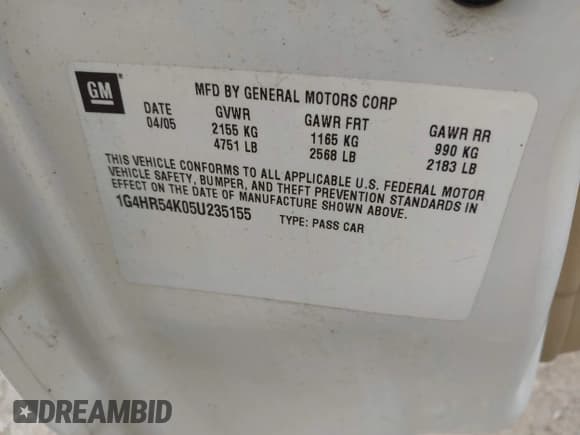 GM
MFD BY GENERAL MOTORS CORP
DATE GVWR GAWR FRT GAWR RR
04/05 2155 KG 1165 KG 990 KG
4751 LB 2568 LB 2183 LB
THIS VEHICLE CONFORMS TO ALL APPLICABLE U.S. FEDERAL MOTOR
VEHICLE SAFETY, BUMPER, AND THEFT PREVENTION STANDARDS IN
EFFECT ON THE DATE OF MANUFACTURE SHOWN ABOVE.
1G4HR54K05U235155 TYPE: PASS CAR
DREAMBID